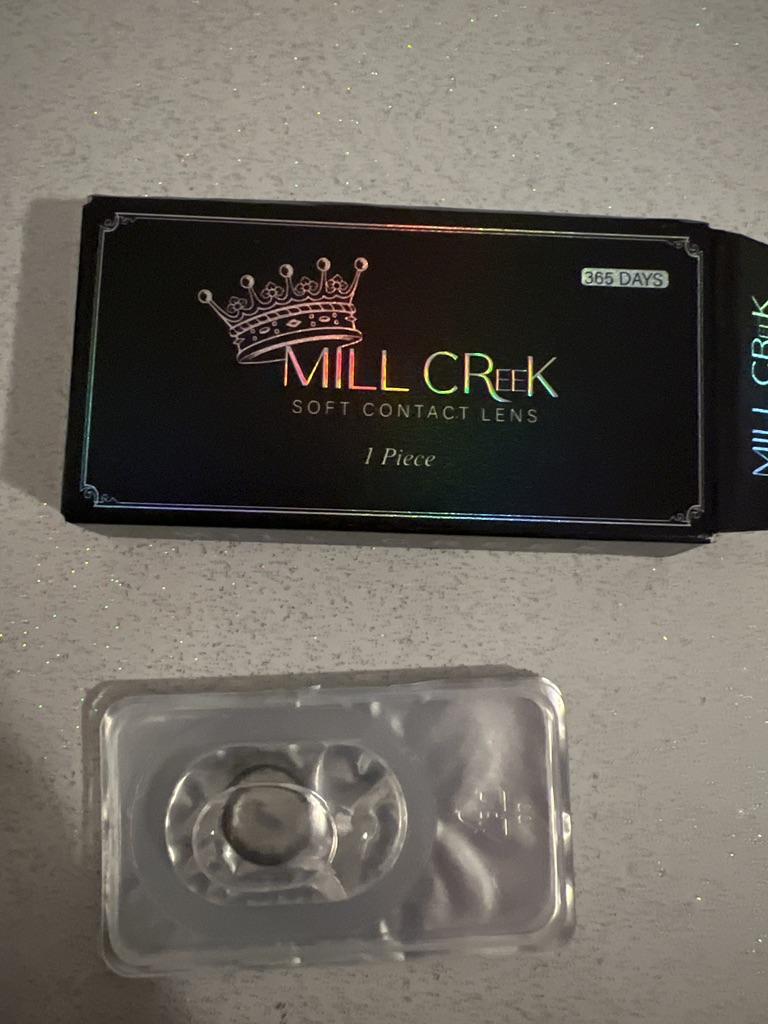 365 DAYS
MILL CREEK
SOFT CONTACT LENS
1 Piece
MILL CREEK